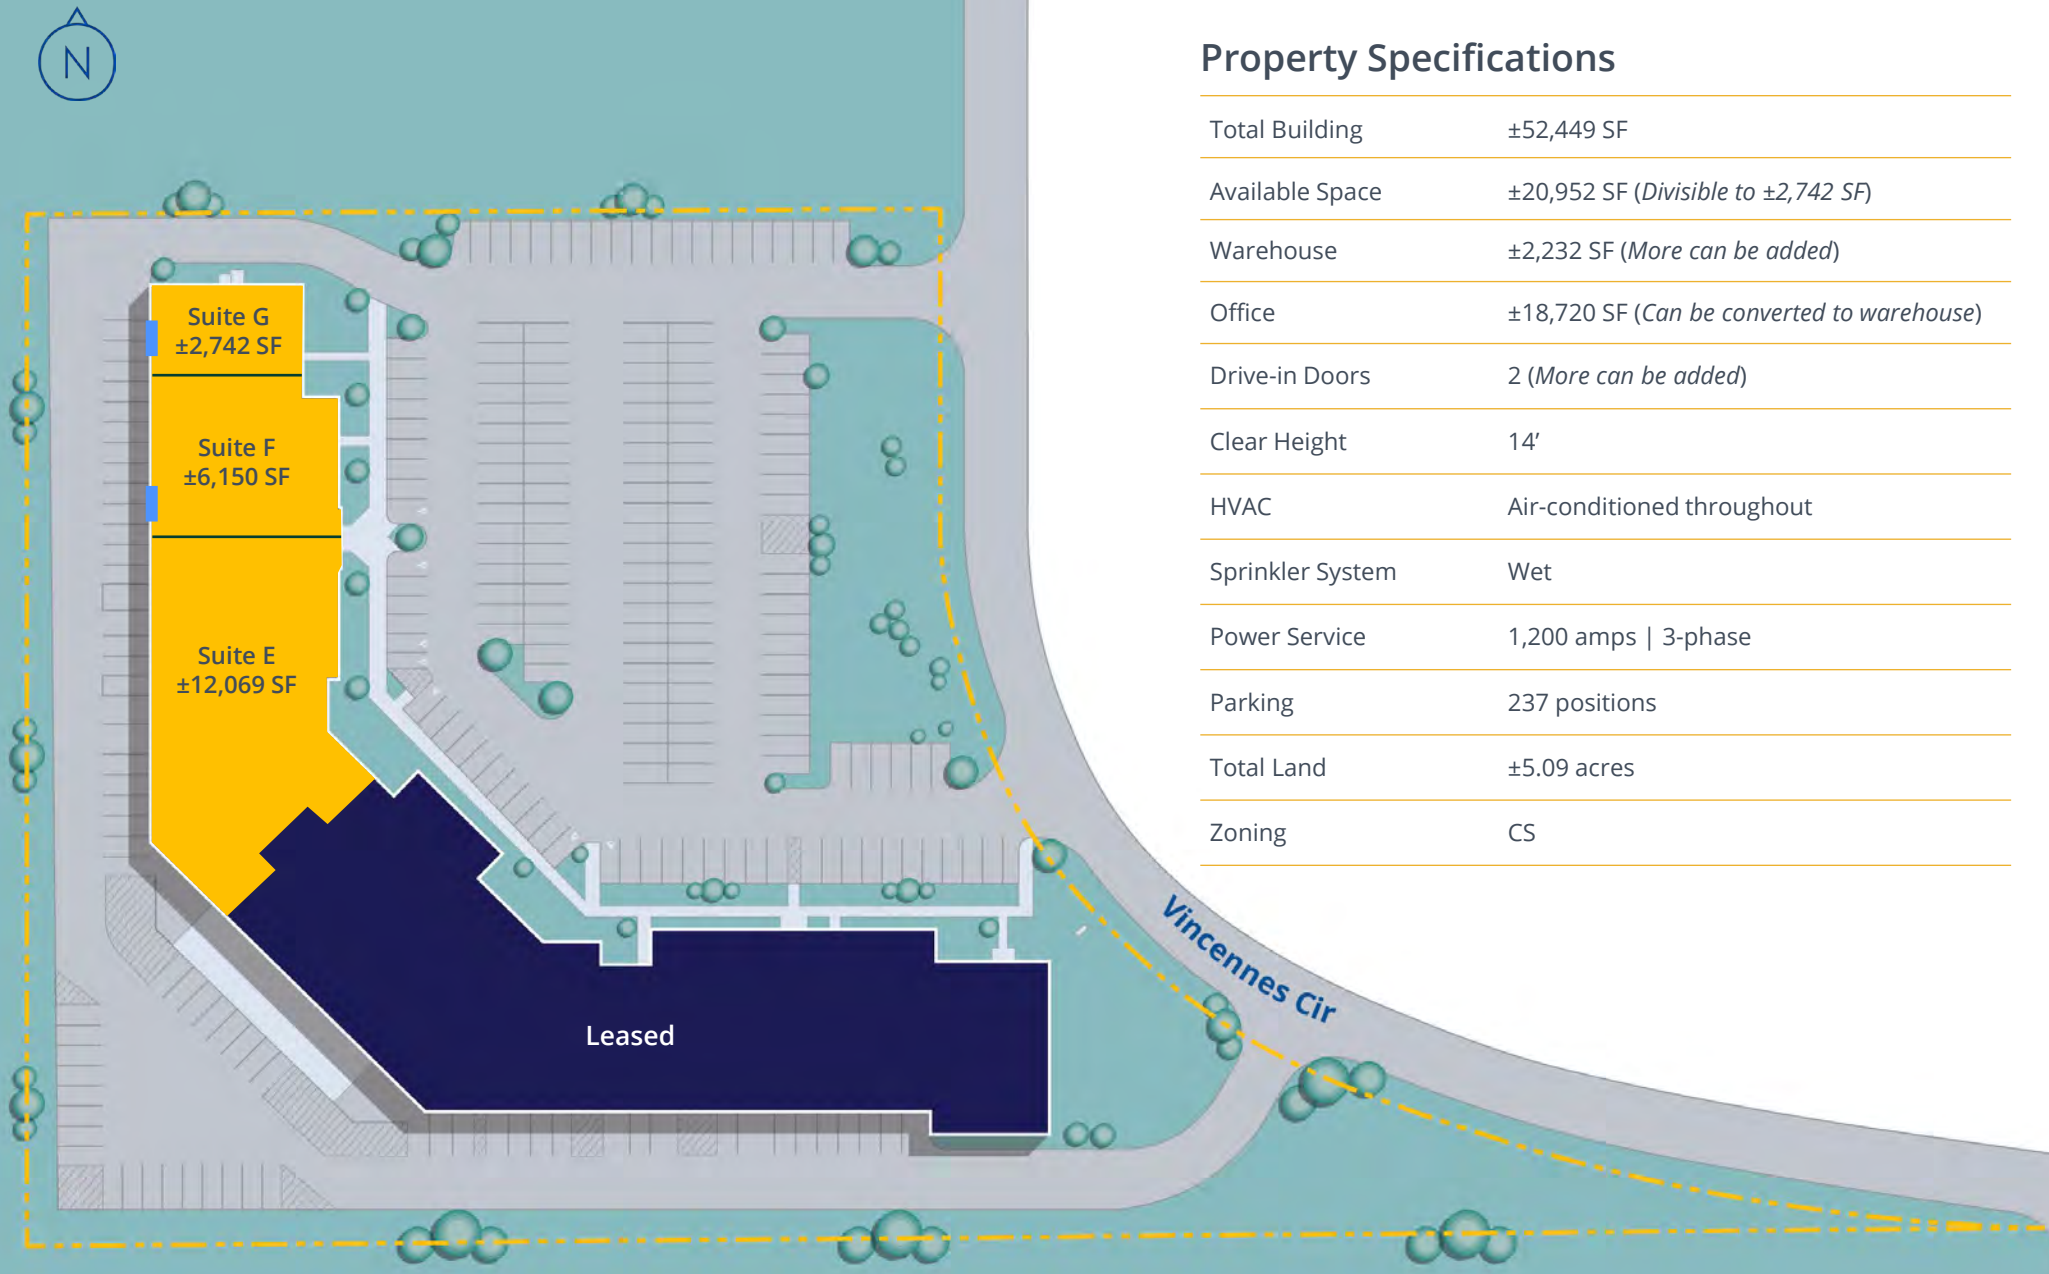 N
Property Specifications
Total Building ±52,449 SF
Available Space ±20,952 SF (Divisible to ±2,742 SF)
Warehouse ±2,232 SF (More can be added)
Office ±18,720 SF (Can be converted to warehouse)
Drive-in Doors 2 (More can be added)
Clear Height 14’
HVAC Air-conditioned throughout
Sprinkler System Wet
Power Service 1,200 amps | 3-phase
Parking 237 positions
Total Land ±5.09 acres
Zoning CS
Suite G
±2,742 SF
Suite F
±6,150 SF
Suite E
±12,069 SF
Leased
Vincennes Cir